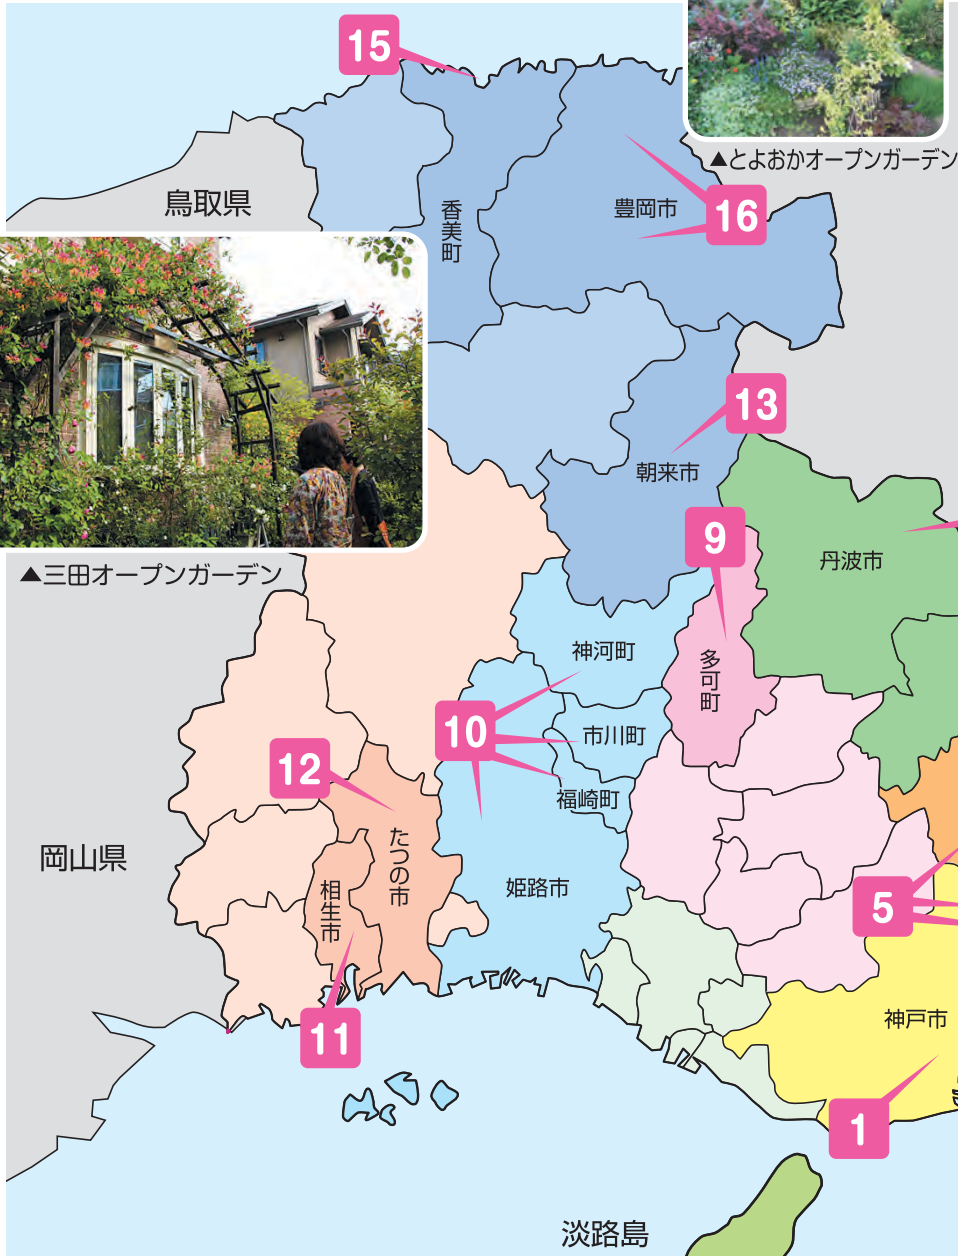 15
▲とよおかオープンガーデン
鳥取県
香美町
豊岡市
16
13
朝来市
9
丹波市
▲三田オープンガーデン
神河町
多可町
10
市川町
12
福崎町
たつの市
岡山県
相生市
姫路市
5
11
神戸市
1
淡路島